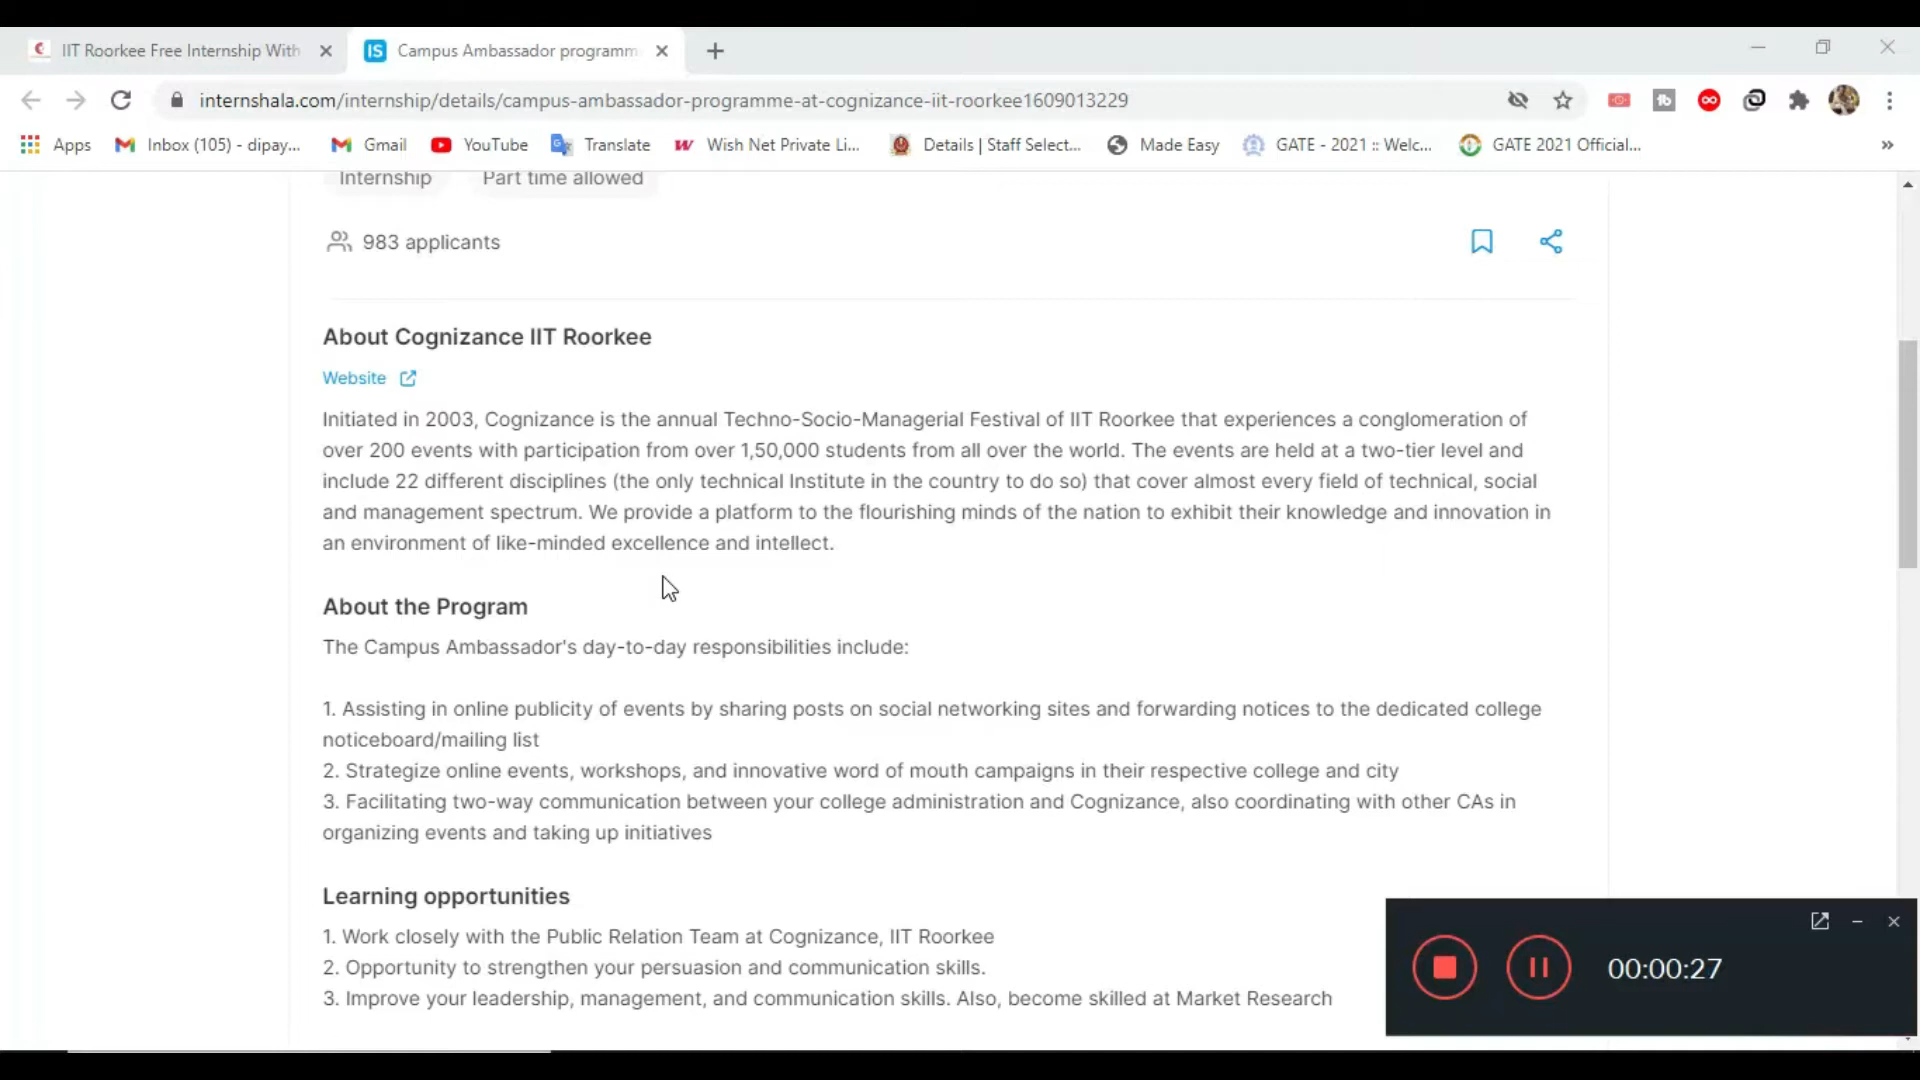 IIT Roorkee Free Internship With
Campus Ambassador programm
internshala.com/internship/details/campus-ambassador-programme-at-cognizance-iit-roorkee1609013229
Apps
Inbox (105) - dipay...
Gmail
YouTube
Translate
Wish Net Private Li...
Details | Staff Select...
Made Easy
GATE - 2021 :: Welc...
GATE 2021 Official...
Internship
Part time allowed
983 applicants
About Cognizance IIT Roorkee
Website
Initiated in 2003, Cognizance is the annual Techno-Socio-Managerial Festival of IIT Roorkee that experiences a conglomeration of
over 200 events with participation from over 1,50,000 students from all over the world. The events are held at a two-tier level and
include 22 different disciplines (the only technical Institute in the country to do so) that cover almost every field of technical, social
and management spectrum. We provide a platform to the flourishing minds of the nation to exhibit their knowledge and innovation in
an environment of like-minded excellence and intellect.
About the Program
The Campus Ambassador's day-to-day responsibilities include:
1. Assisting in online publicity of events by sharing posts on social networking sites and forwarding notices to the dedicated college
noticeboard/mailing list
2. Strategize online events, workshops, and innovative word of mouth campaigns in their respective college and city
3. Facilitating two-way communication between your college administration and Cognizance, also coordinating with other CAs in
organizing events and taking up initiatives
Learning opportunities
1. Work closely with the Public Relation Team at Cognizance, IIT Roorkee
2. Opportunity to strengthen your persuasion and communication skills.
3. Improve your leadership, management, and communication skills. Also, become skilled at Market Research
00:00:27